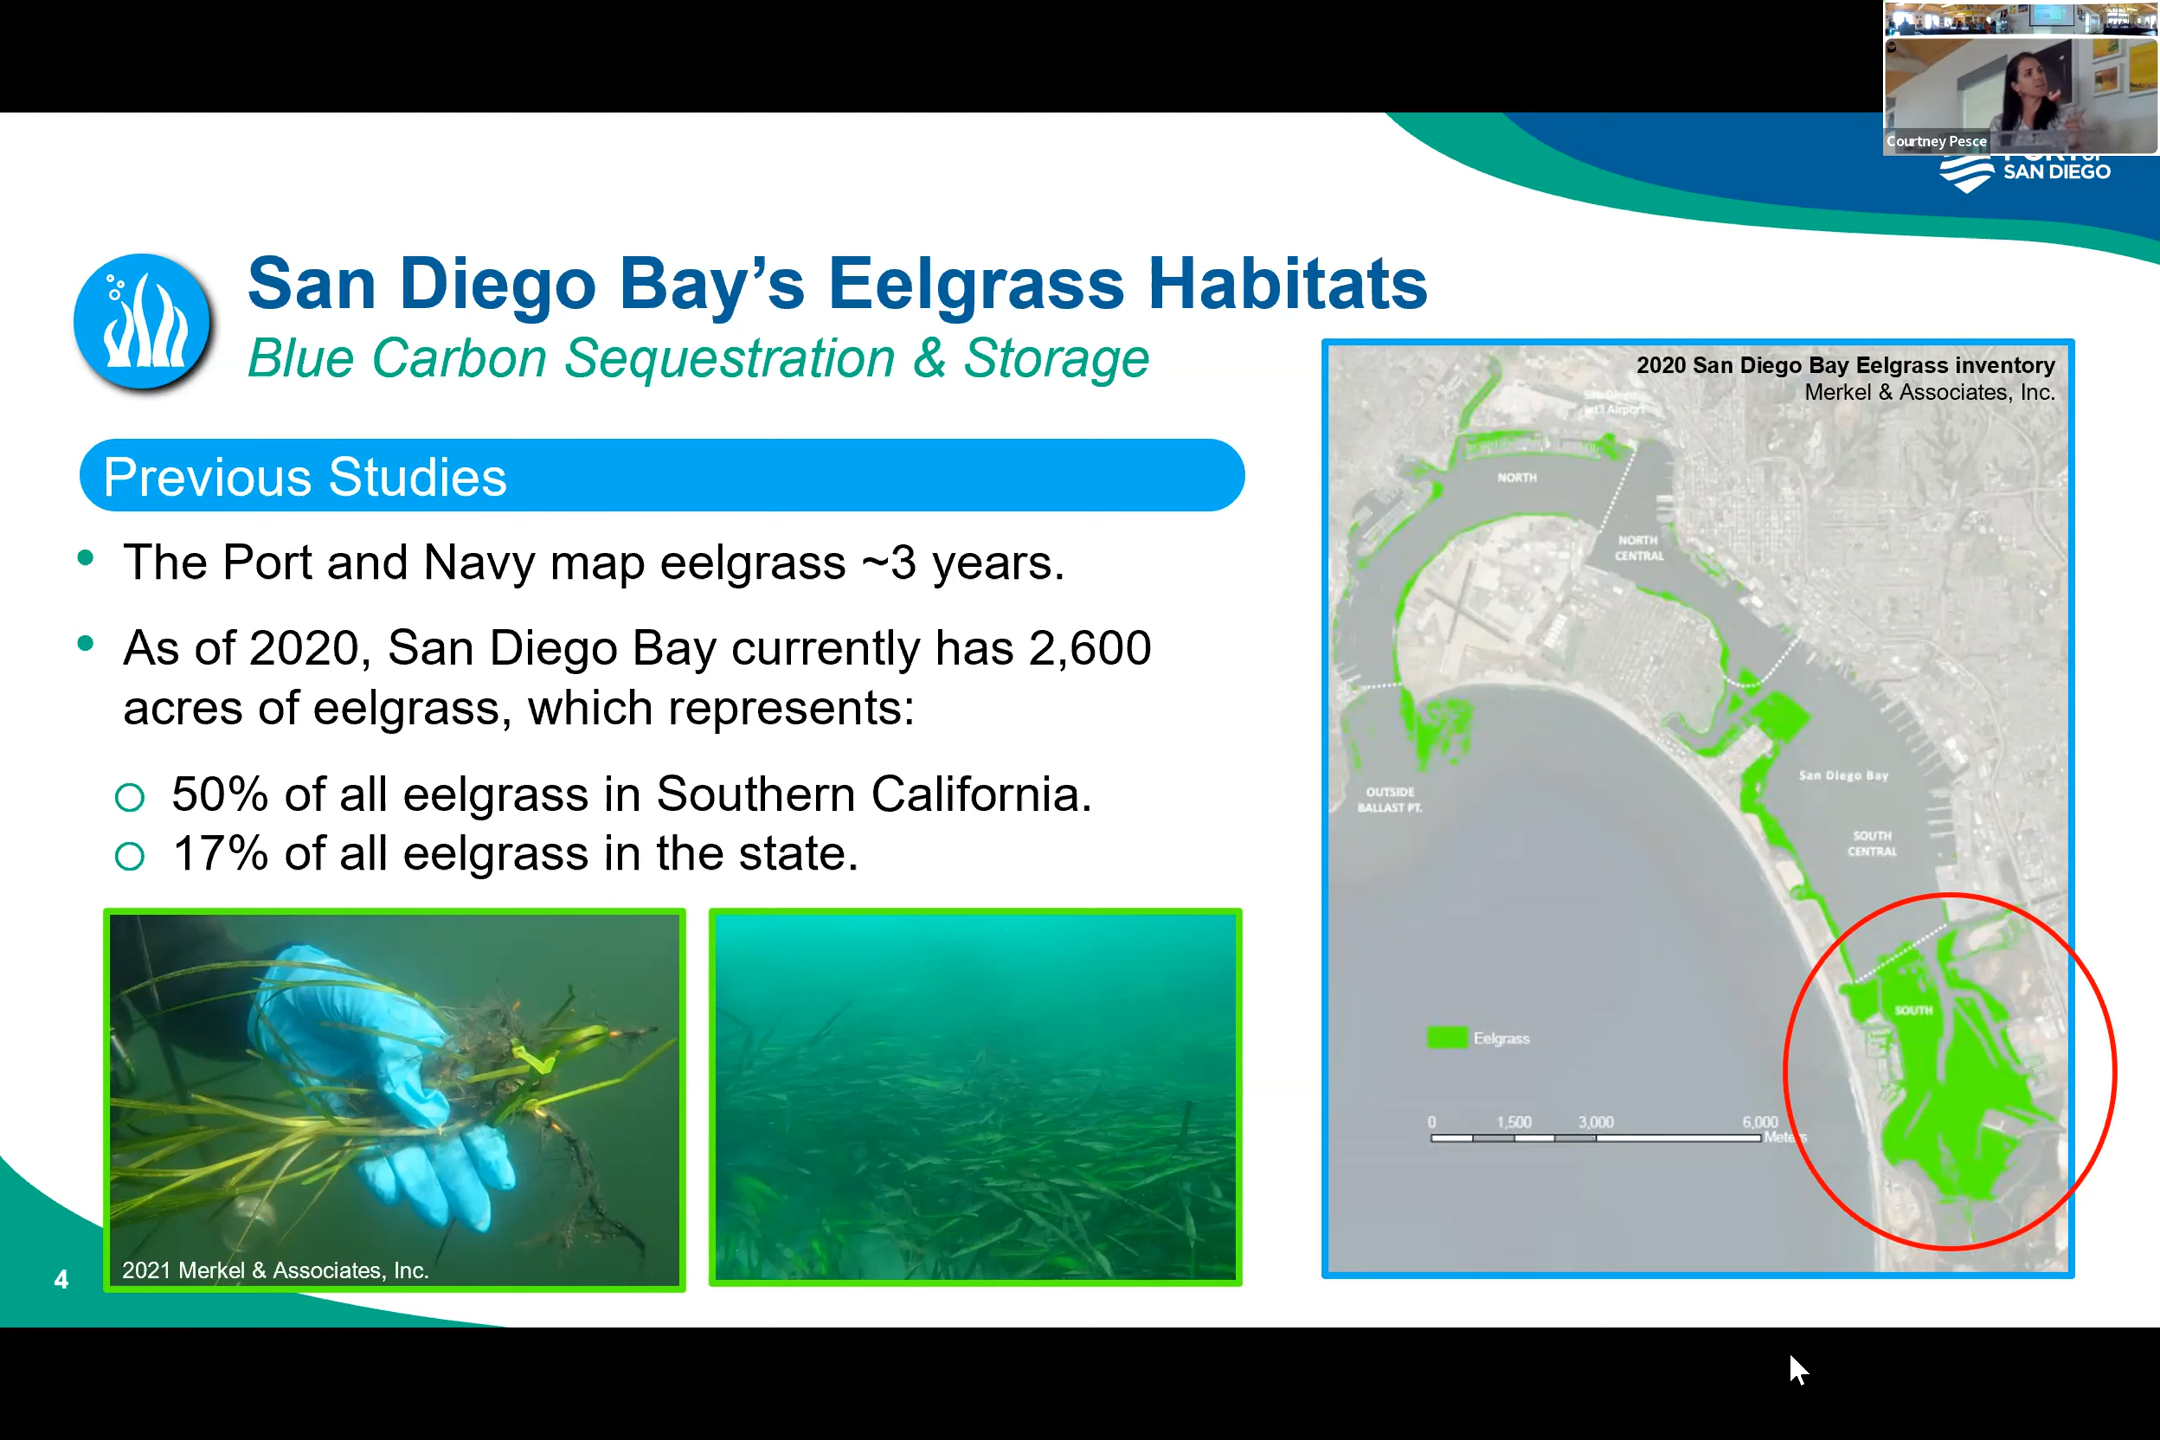 Courtney Pesce
SAN DIEGO
San Diego Bay’s Eelgrass Habitats
Blue Carbon Sequestration & Storage
Previous Studies
• The Port and Navy map eelgrass ~3 years.
• As of 2020, San Diego Bay currently has 2,600
acres of eelgrass, which represents:
50% of all eelgrass in Southern California.
17% of all eelgrass in the state.
2021 Merkel & Associates, Inc.
4
2020 San Diego Bay Eelgrass inventory
Merkel & Associates, Inc.
San Diego
Int'l Airport
NORTH
NORTH
CENTRAL
OUTSIDE
BALLAST PT.
San Diego Bay
SOUTH
CENTRAL
SOUTH
Eelgrass
0 1,500 3,000 6,000
Meters